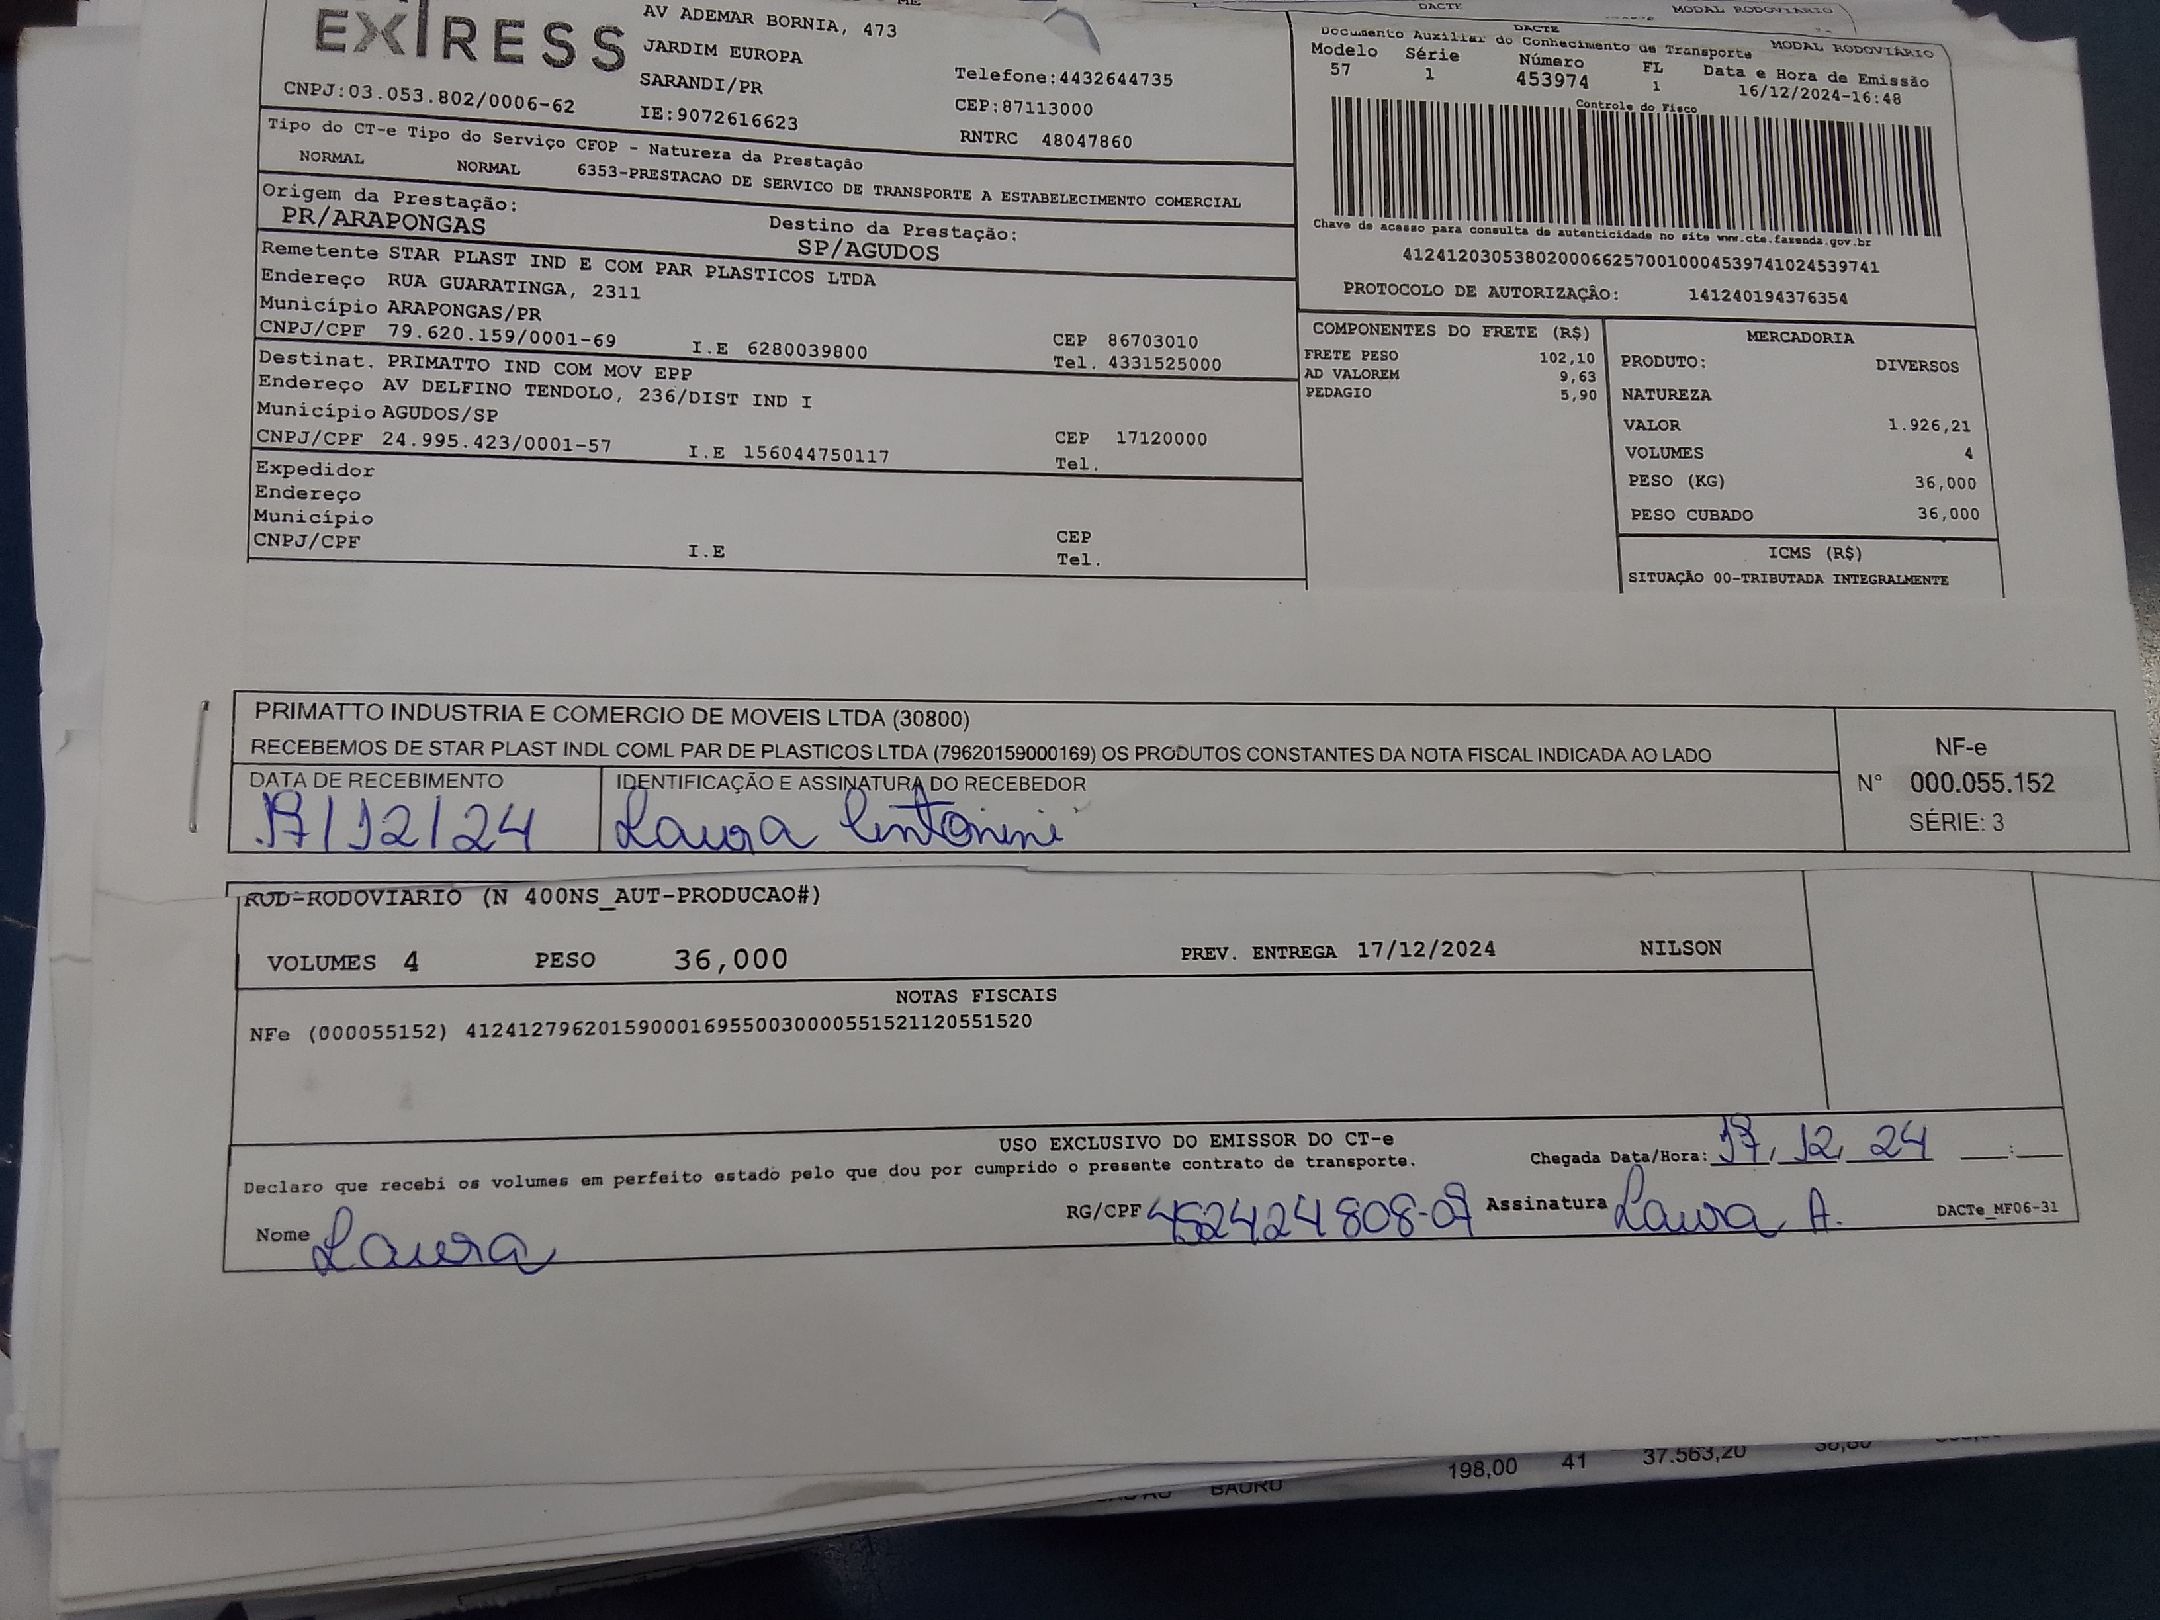 DACTE
MODAL RODOVIÁRIO
EXPRESS
AV ADEMAR BORNIA, 473
JARDIM EUROPA
SARANDI/PR
CNPJ:03.053.802/0006-62
IE:9072616623
Telefone:4432644735
CEP:87113000
RNTRC 48047860
DACTE
Documento Auxiliar do Conhecimento de Transporte
MODAL RODOVIÁRIO
Modelo Série Número FL Data e Hora de Emissão
57 1 453974 1 16/12/2024-16:48
Controle do Fisco
Chave de acesso para consulta de autenticidade no site www.cte.fazenda.gov.br
41241203053802000662570010004539741024539741
PROTOCOLO DE AUTORIZAÇÃO: 141240194376354
Tipo do CT-e Tipo do Serviço CFOP - Natureza da Prestação
NORMAL NORMAL 6353-PRESTACAO DE SERVICO DE TRANSPORTE A ESTABELECIMENTO COMERCIAL
Origem da Prestação: Destino da Prestação:
PR/ARAPONGAS SP/AGUDOS
Remetente STAR PLAST IND E COM PAR PLASTICOS LTDA
Endereço RUA GUARATINGA, 2311
Município ARAPONGAS/PR CEP 86703010
CNPJ/CPF 79.620.159/0001-69 I.E 6280039800 Tel. 4331525000
Destinat. PRIMATTO IND COM MOV EPP
Endereço AV DELFINO TENDOLO, 236/DIST IND I
Município AGUDOS/SP CEP 17120000
CNPJ/CPF 24.995.423/0001-57 I.E 156044750117 Tel.
Expedidor
Endereço
Município CEP
CNPJ/CPF I.E Tel.
COMPONENTES DO FRETE (R$)
FRETE PESO 102,10
AD VALOREM 9,63
PEDAGIO 5,90
MERCADORIA
PRODUTO: DIVERSOS
NATUREZA
VALOR 1.926,21
VOLUMES 4
PESO (KG) 36,000
PESO CUBADO 36,000
ICMS (R$)
SITUAÇÃO 00-TRIBUTADA INTEGRALMENTE
PRIMATTO INDUSTRIA E COMERCIO DE MOVEIS LTDA (30800)
RECEBEMOS DE STAR PLAST INDL COML PAR DE PLASTICOS LTDA (79620159000169) OS PRODUTOS CONSTANTES DA NOTA FISCAL INDICADA AO LADO
DATA DE RECEBIMENTO IDENTIFICAÇÃO E ASSINATURA DO RECEBEDOR
17/12/24 Laura Antonini
NF-e
N° 000.055.152
SÉRIE: 3
ROD-RODOVIARIO (N 400NS_AUT-PRODUCAO#)
VOLUMES 4 PESO 36,000 PREV. ENTREGA 17/12/2024 NILSON
NOTAS FISCAIS
NFe (000055152) 41241279620159000169550030000551521120551520
USO EXCLUSIVO DO EMISSOR DO CT-e
Declaro que recebi os volumes em perfeito estado pelo que dou por cumprido o presente contrato de transporte.
Chegada Data/Hora: 17, 12, 24 :
Nome Laura RG/CPF 452424808-07 Assinatura Laura A. DACTe_MF06-31
198,00 41 37.563,20
BAURU